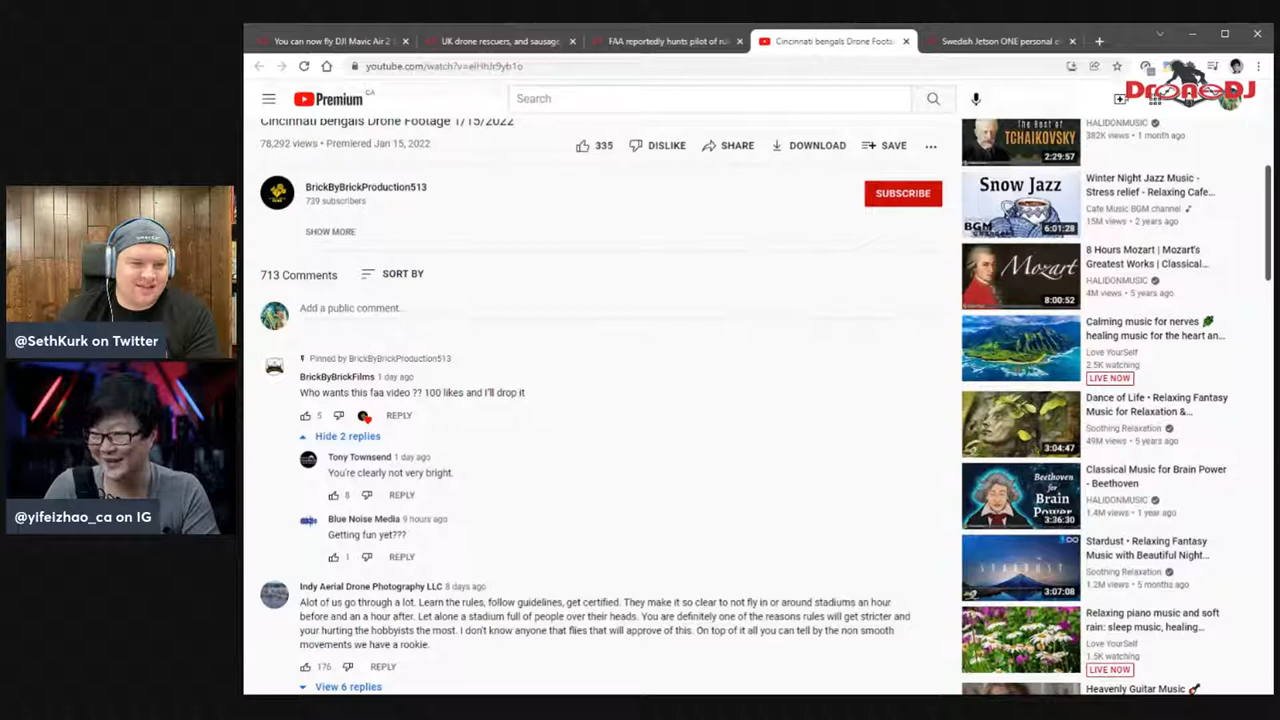 You can now fly DJI Mavic Air 2
UK drone rescuers, and sausag
FAA reportedly hunts pilot of ru
Cincinnati bengals Drone Foota
Swedish Jetson ONE personal
DRONEDJ
Premium
CA
Search
Cincinnati bengals Drone Footage 1/15/2022
78,292 views • Premiered Jan 15, 2022
335
DISLIKE
SHARE
DOWNLOAD
SAVE
BrickByBrickProduction513
739 subscribers
SUBSCRIBE
SHOW MORE
713 Comments
SORT BY
Add a public comment...
Pinned by BrickByBrickProduction513
BrickByBrickFilms 1 day ago
Who wants this faa video ?? 100 likes and I'll drop it
5
REPLY
Hide 2 replies
Tony Townsend 1 day ago
You're clearly not very bright.
8
REPLY
Blue Noise Media 9 hours ago
Getting fun yet???
1
REPLY
Indy Aerial Drone Photography LLC 8 days ago
Alot of us go through a lot. Learn the rules, follow guidelines, get certified. They make it so clear to not fly in or around stadiums an hour
before and an a hour after. Let alone a stadium full of people over their heads. You are definitely one of the reasons rules will get stricter and
your hurting the hobbyists the most. I don't know anyone that flies that will approve of this. On top of it all you can tell by the non smooth
movements we have a rookie.
176
REPLY
View 6 replies
The Best of
TCHAIKOVSKY
2:29:57
HALIDONMUSIC
382K views • 1 month ago
Snow Jazz
BGM
6:01:28
Winter Night Jazz Music -
Stress relief - Relaxing Cafe...
Cafe Music BGM channel
15M views • 2 years ago
Mozart
8:00:52
8 Hours Mozart | Mozart's
Greatest Works | Classical...
HALIDONMUSIC
4M views • 5 years ago
Calming music for nerves
healing music for the heart an...
Love YourSelf
2.5K watching
LIVE NOW
3:04:47
Dance of Life • Relaxing Fantasy
Music for Relaxation &...
Soothing Relaxation
49M views • 5 years ago
Beethoven
for
Brain
Power
3:36:30
Classical Music for Brain Power
- Beethoven
HALIDONMUSIC
1.4M views • 1 year ago
STARDUST
3:07:08
Stardust • Relaxing Fantasy
Music with Beautiful Night...
Soothing Relaxation
1.2M views • 5 months ago
Relaxing piano music and soft
rain: sleep music, healing...
Love YourSelf
1.5K watching
LIVE NOW
Heavenly Guitar Music
@SethKurk on Twitter
@yifeizhao_ca on IG